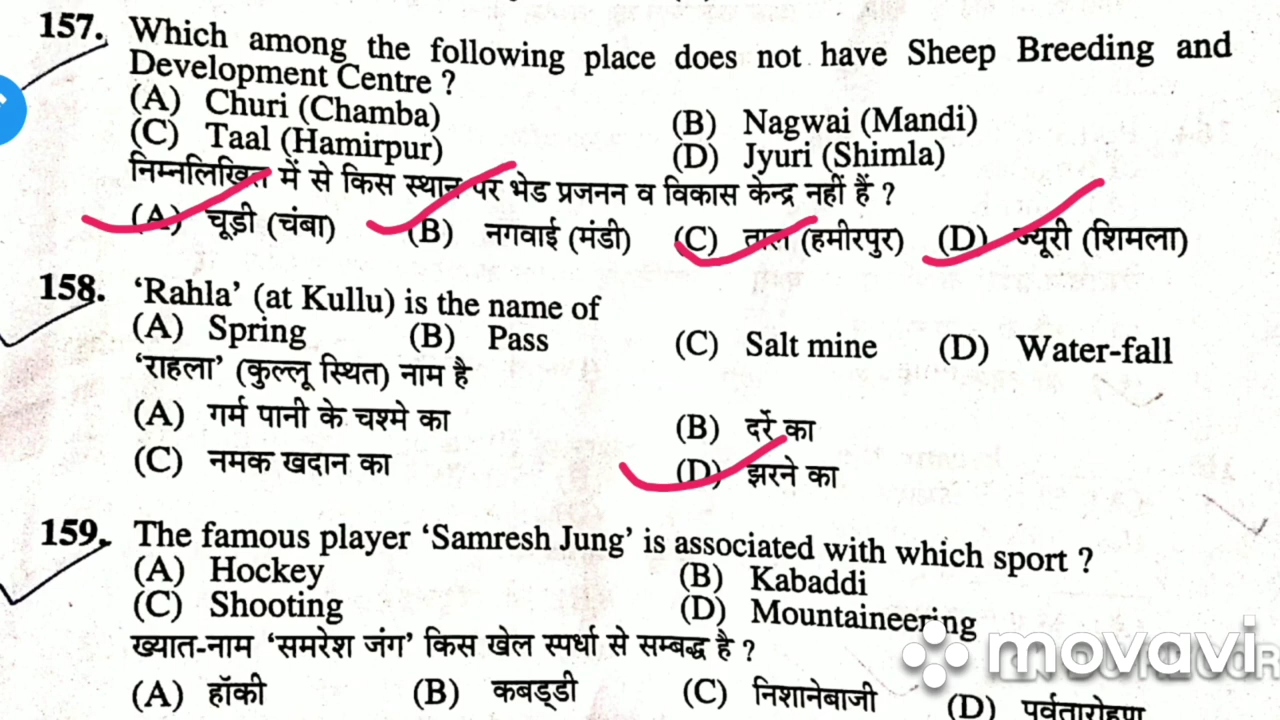 157. Which among the following place does not have Sheep Breeding and
Development Centre ?
(A) Churi (Chamba) (B) Nagwai (Mandi)
(C) Taal (Hamirpur) (D) Jyuri (Shimla)
निम्नलिखित में से किस स्थान पर भेड प्रजनन व विकास केन्द्र नहीं हैं ?
(A) चूड़ी (चंबा) (B) नगवाई (मंडी) (C) ताल (हमीरपुर) (D) ज्यूरी (शिमला)
158. ‘Rahla’ (at Kullu) is the name of
(A) Spring (B) Pass (C) Salt mine (D) Water-fall
‘राहला’ (कुल्लू स्थित) नाम है
(A) गर्म पानी के चश्मे का (B) दर्रे का
(C) नमक खदान का (D) झरने का
159. The famous player ‘Samresh Jung’ is associated with which sport ?
(A) Hockey (B) Kabaddi
(C) Shooting (D) Mountaineering
ख्यात-नाम ‘समरेश जंग’ किस खेल स्पर्धा से सम्बद्ध है ?
(A) हॉकी (B) कबड्डी (C) निशानेबाजी (D) पर्वतारोहण
movavi